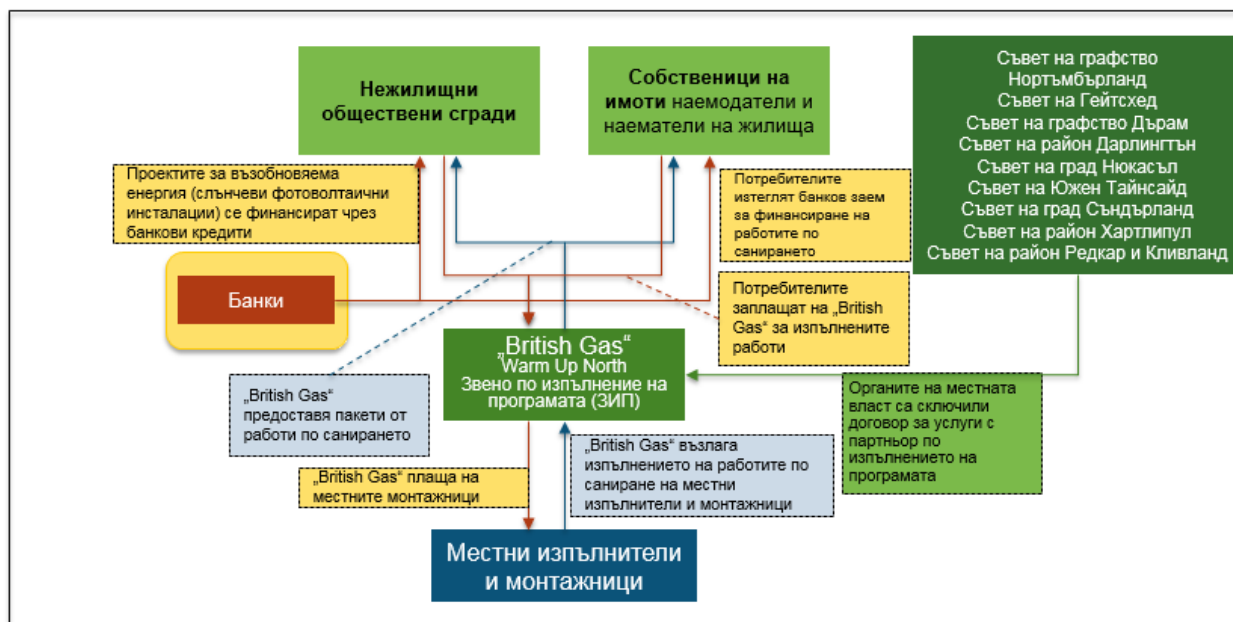 Нежилищни
обществени сгради
Собственици на
имоти наемодатели и
наематели на жилища
Съвет на графство
Нортъмбърланд
Съвет на Гейтсхед
Съвет на графство Дърам
Съвет на район Дарлингтън
Съвет на град Нюкасъл
Съвет на Южен Тайнсайд
Съвет на град Съндърланд
Съвет на район Хартлипул
Съвет на район Редкар и Кливланд
Проектите за възобновяема
енергия (слънчеви фотоволтаични
инсталации) се финансират чрез
банкови кредити
Потребителите
изтеглят банков заем
за финансиране на
работите по
санирането
Банки
Потребителите
заплащат на „British
Gas“ за изпълнените
работи
„British Gas“
Warm Up North
Звено по изпълнение на
програмата (ЗИП)
„British Gas“
предоставя пакети от
работи по санирането
Органите на местната
власт са сключили
договор за услуги с
партньор по
изпълнението на
програмата
„British Gas“ плаща на
местните монтажници
„British Gas“ възлага
изпълнението на работите по
саниране на местни
изпълнители и монтажници
Местни изпълнители
и монтажници